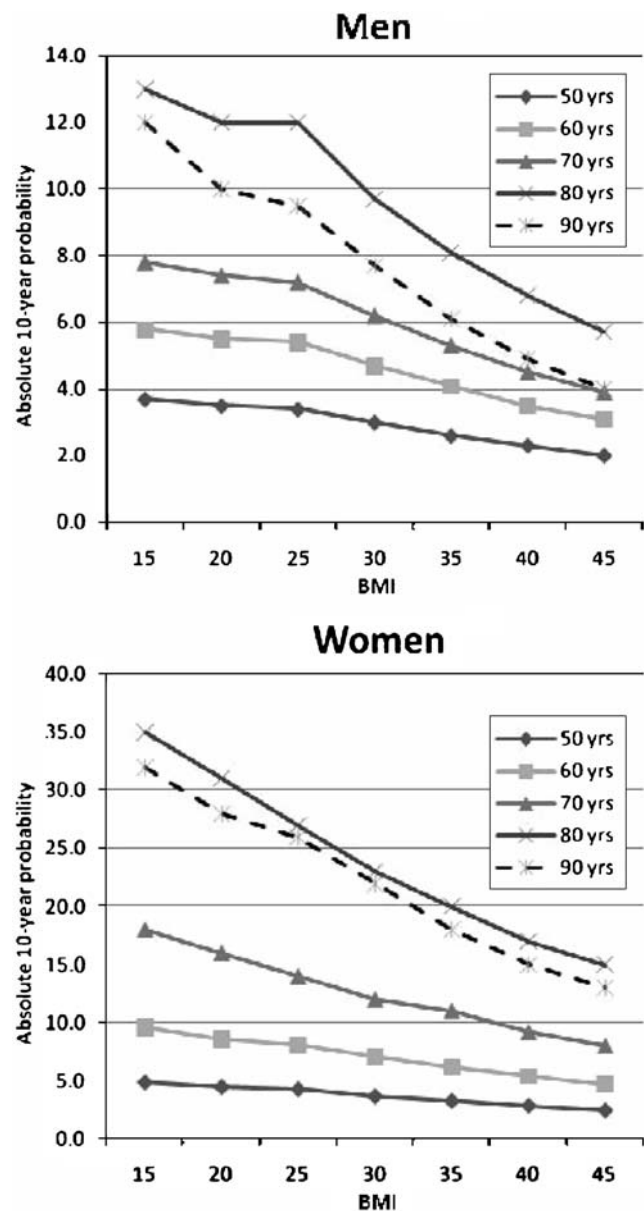 Men
Absolute 10-year probability
14.0
12.0
10.0
8.0
6.0
4.0
2.0
0.0
50 yrs
60 yrs
70 yrs
80 yrs
90 yrs
15 20 25 30 35 40 45
BMI
Women
Absolute 10-year probability
40.0
35.0
30.0
25.0
20.0
15.0
10.0
5.0
0.0
50 yrs
60 yrs
70 yrs
80 yrs
90 yrs
15 20 25 30 35 40 45
BMI